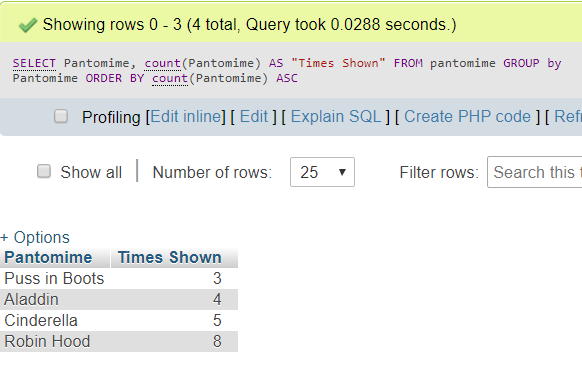 Showing rows 0 - 3 (4 total, Query took 0.0288 seconds.)
SELECT Pantomime, count(Pantomime) AS "Times Shown" FROM pantomime GROUP by
Pantomime ORDER BY count(Pantomime) ASC
Profiling [Edit inline] [ Edit ] [ Explain SQL ] [ Create PHP code ] [ Refr
Show all Number of rows: 25 Filter rows: Search this t
+ Options
Pantomime Times Shown
Puss in Boots 3
Aladdin 4
Cinderella 5
Robin Hood 8